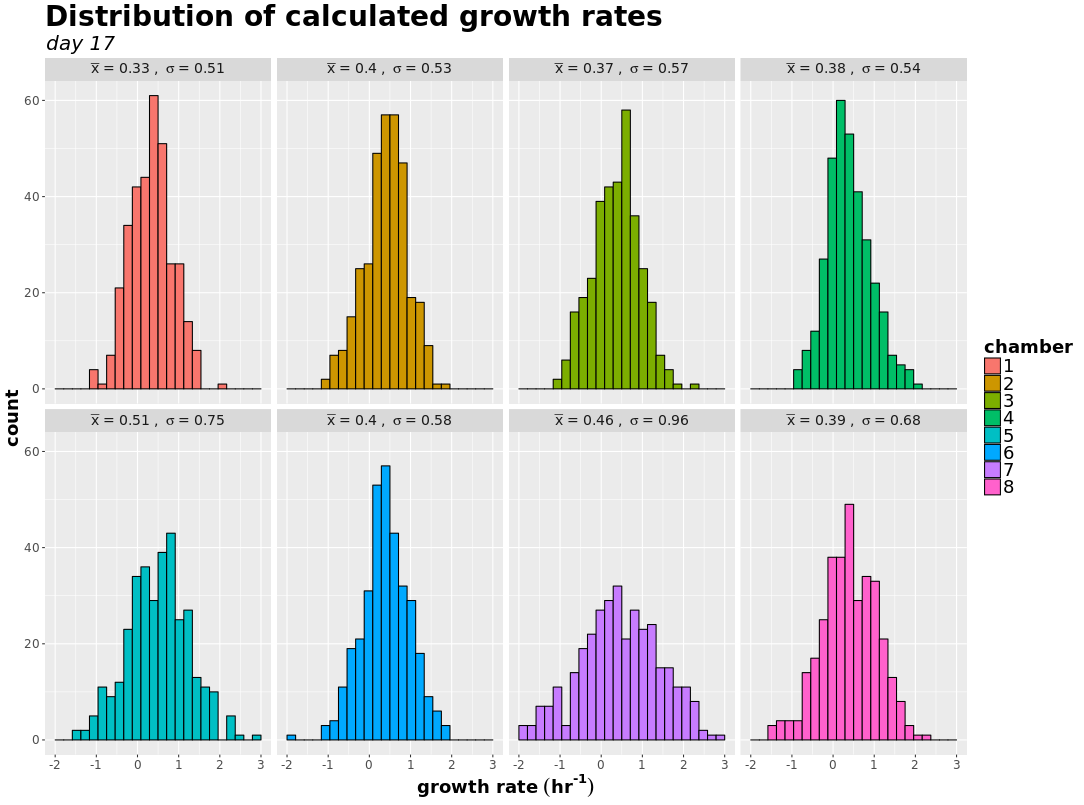 Distribution of calculated growth rates
day 17
x̅ = 0.33 , σ = 0.51
x̅ = 0.4 , σ = 0.53
x̅ = 0.37 , σ = 0.57
x̅ = 0.38 , σ = 0.54
60
40
20
0
x̅ = 0.51 , σ = 0.75
x̅ = 0.4 , σ = 0.58
x̅ = 0.46 , σ = 0.96
x̅ = 0.39 , σ = 0.68
60
40
20
0
-2 -1 0 1 2 3
-2 -1 0 1 2 3
-2 -1 0 1 2 3
-2 -1 0 1 2 3
count
growth rate (hr⁻¹)
chamber
1
2
3
4
5
6
7
8